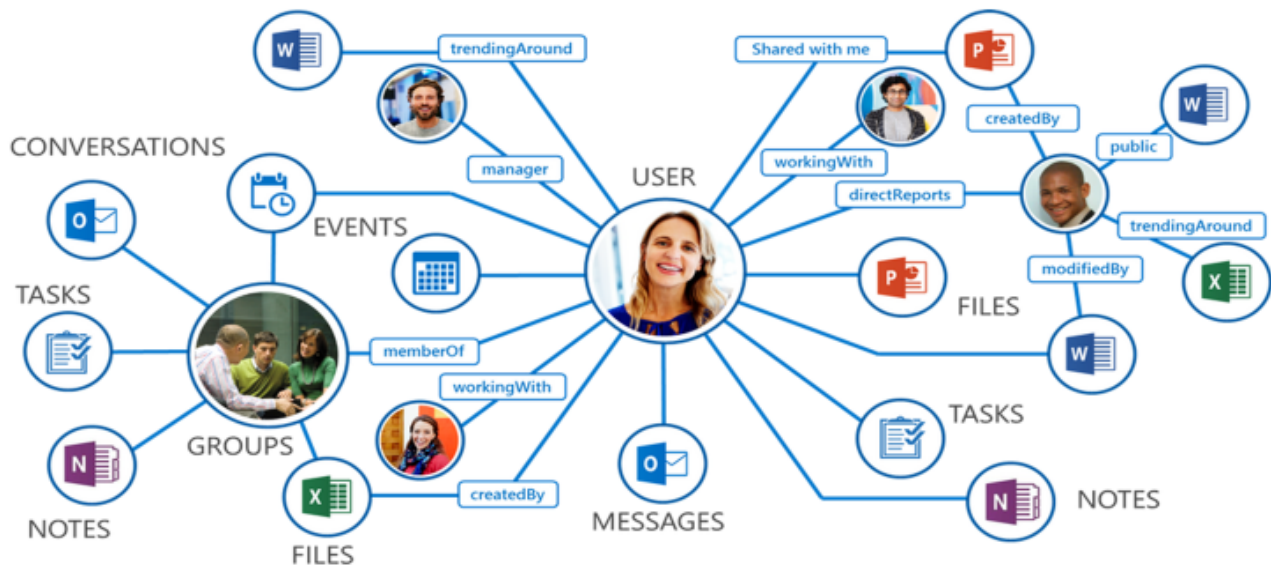 W
trendingAround
Shared with me
P
W
createdBy
public
CONVERSATIONS
manager
workingWith
USER
directReports
O
EVENTS
trendingAround
modifiedBy
P
X
TASKS
FILES
memberOf
W
workingWith
TASKS
GROUPS
N
O
createdBy
X
N
NOTES
NOTES
MESSAGES
FILES